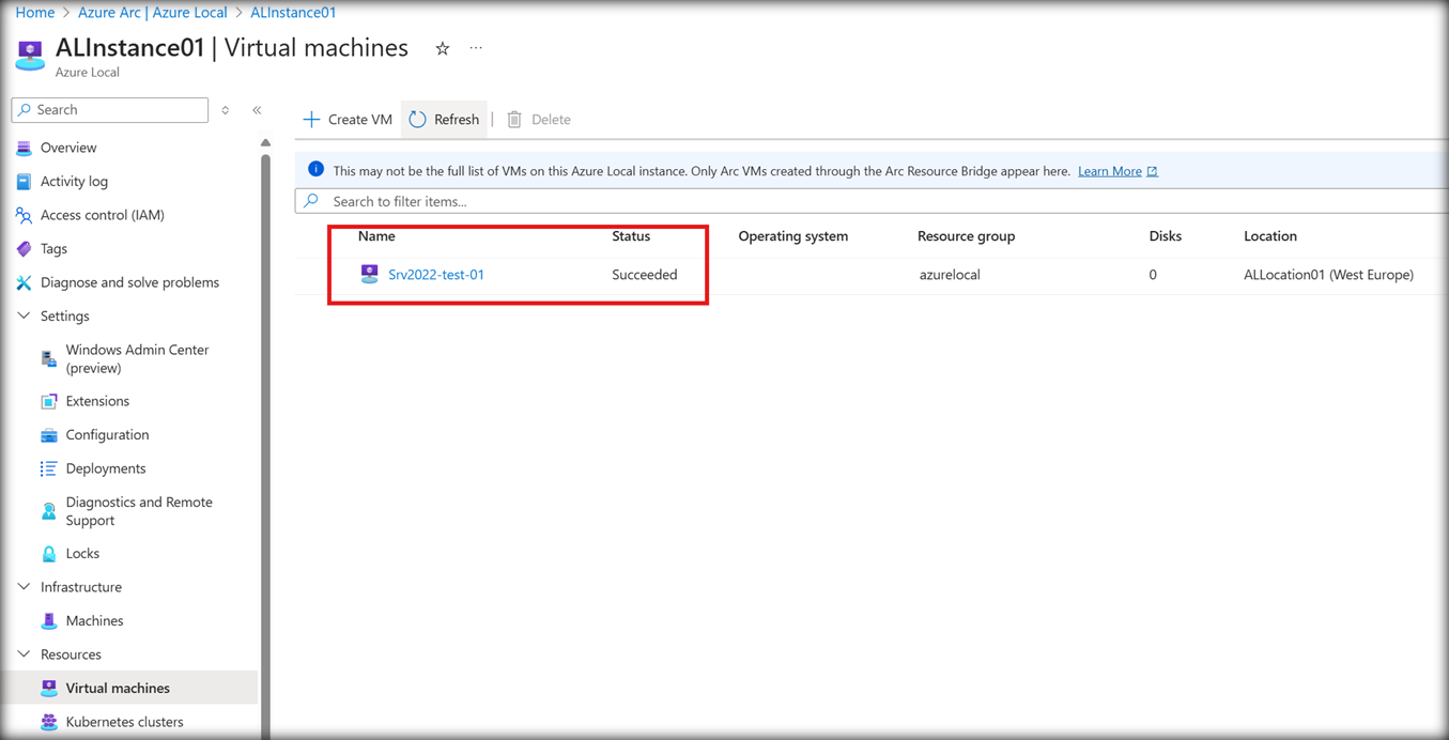 Home > Azure Arc | Azure Local > ALInstance01
ALInstance01 | Virtual machines
Azure Local
Search
Create VM
Refresh
Delete
Overview
Activity log
Access control (IAM)
Tags
Diagnose and solve problems
Settings
Windows Admin Center
(preview)
Extensions
Configuration
Deployments
Diagnostics and Remote
Support
Locks
Infrastructure
Machines
Resources
Virtual machines
Kubernetes clusters
This may not be the full list of VMs on this Azure Local instance. Only Arc VMs created through the Arc Resource Bridge appear here. Learn More
Search to filter items...
Name Status Operating system Resource group Disks Location
Srv2022-test-01 Succeeded azurelocal 0 ALLocation01 (West Europe)